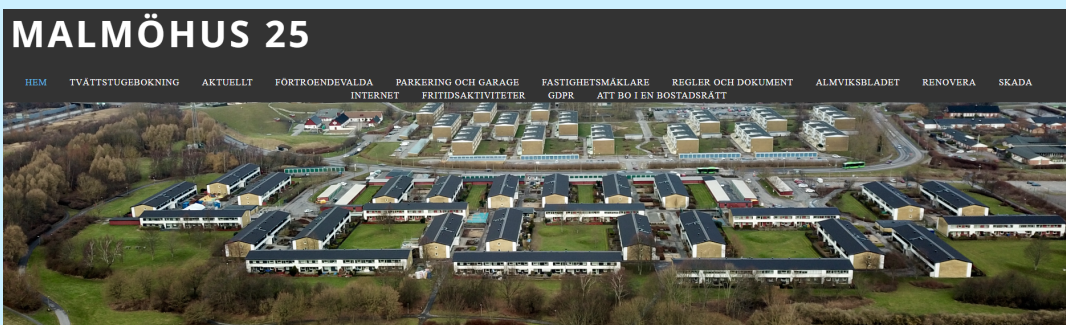 MALMÖHUS 25
HEM TVÄTTSTUGEBOKNING AKTUELLT FÖRTROENDEVALDA PARKERING OCH GARAGE FASTIGHETSMÄKLARE REGLER OCH DOKUMENT ALMVIKSBLADET RENOVERA SKADA
INTERNET FRITIDSAKTIVITETER GDPR ATT BO I EN BOSTADSRÄTT